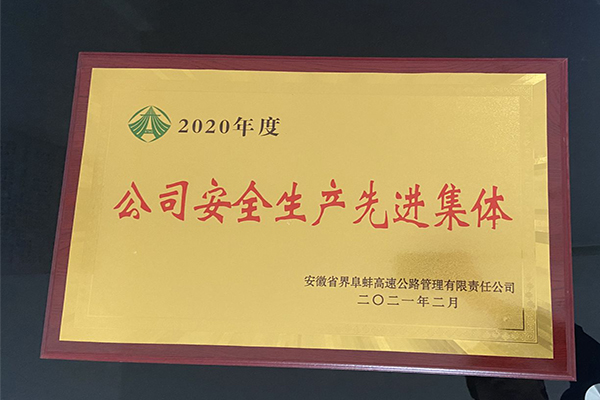 2020年度
公司安全生产先进集体
安徽省界阜蚌高速公路管理有限责任公司
二〇二一年二月